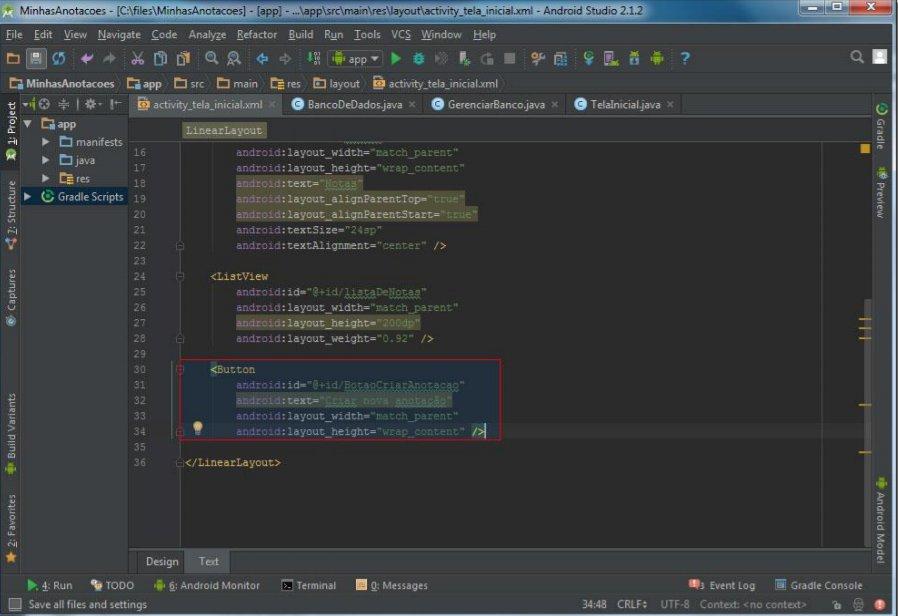 MinhasAnotacoes - [C:\files\MinhasAnotacoes] - [app] - ...\app\src\main\res\layout\activity_tela_inicial.xml - Android Studio 2.1.2
File Edit View Navigate Code Analyze Refactor Build Run Tools VCS Window Help
app
MinhasAnotacoes app src main res layout activity_tela_inicial.xml
activity_tela_inicial.xml BancoDeDados.java GerenciarBanco.java TelaInicial.java
1: Project
7: Structure
Captures
Build Variants
2: Favorites
app
manifests
java
res
Gradle Scripts
LinearLayout
16 android:layout_width="match_parent"
17 android:layout_height="wrap_content"
18 android:text="Notas"
19 android:layout_alignParentTop="true"
20 android:layout_alignParentStart="true"
21 android:textSize="24sp"
22 android:textAlignment="center" />
23
24 <ListView
25 android:id="@+id/listaDeNotas"
26 android:layout_width="match_parent"
27 android:layout_height="200dp"
28 android:layout_weight="0.92" />
29
30 <Button
31 android:id="@+id/BotaoCriarAnotacao"
32 android:text="Criar nova anotação"
33 android:layout_width="match_parent"
34 android:layout_height="wrap_content" />
35
36 </LinearLayout>
Gradle
Preview
Android Model
Design Text
4: Run TODO 6: Android Monitor Terminal 0: Messages 3 Event Log Gradle Console
Save all files and settings 34:48 CRLF UTF-8 Context: <no context>